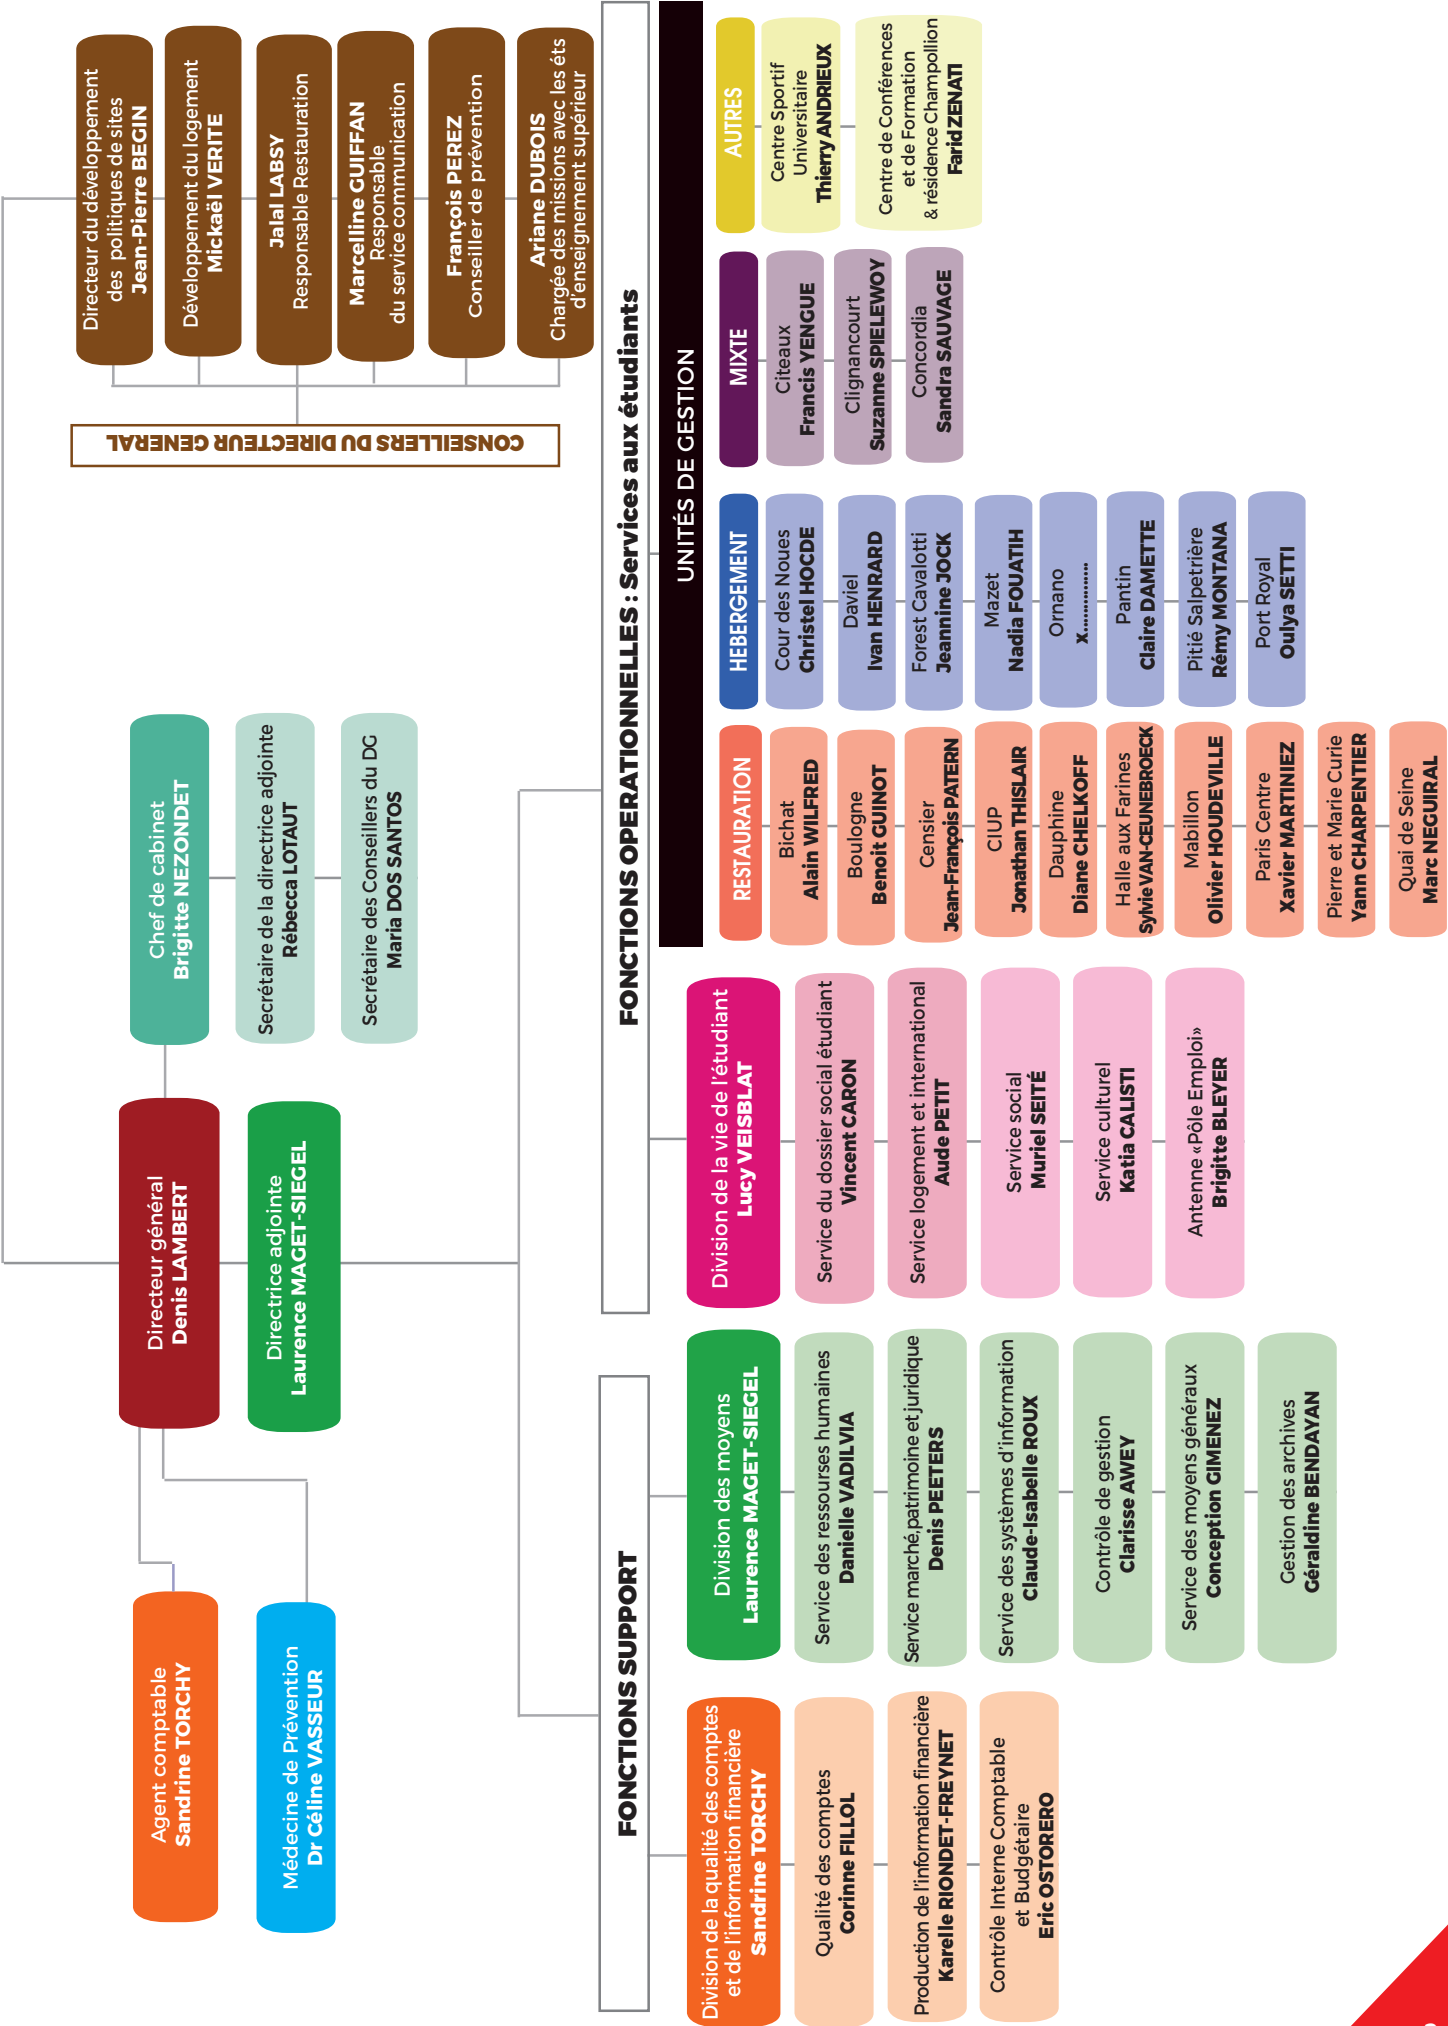 Agent comptable
Sandrine TORCHY
Médecine de Prévention
Dr Céline VASSEUR
Directeur général
Denis LAMBERT
Directrice adjointe
Laurence MAGET-SIEGEL
Chef de cabinet
Brigitte NEZONDET
Secrétaire de la directrice adjointe
Rébecca LOTAUT
Secrétaire des Conseillers du DG
Maria DOS SANTOS
CONSEILLERS DU DIRECTEUR GENERAL
Directeur du développement
des politiques de sites
Jean-Pierre BEGIN
Développement du logement
Mickaël VERITE
Jalal LABSY
Responsable Restauration
Marcelline GUIFFAN
Responsable
du service communication
François PEREZ
Conseiller de prévention
Ariane DUBOIS
Chargée des missions avec les éts
d'enseignement supérieur
FONCTIONS SUPPORT
Division de la qualité des comptes
et de l'information financière
Sandrine TORCHY
Qualité des comptes
Corinne FILLOL
Production de l'information financière
Karelle RIONDET-FREYNET
Contrôle Interne Comptable
et Budgétaire
Eric OSTORERO
Division des moyens
Laurence MAGET-SIEGEL
Service des ressourses humaines
Danielle VADILVIA
Service marché,patrimoine et juridique
Denis PEETERS
Service des systèmes d'information
Claude-Isabelle ROUX
Contrôle de gestion
Clarisse AWEY
Service des moyens généraux
Conception GIMENEZ
Gestion des archives
Géraldine BENDAYAN
FONCTIONS OPERATIONNELLES : Services aux étudiants
Division de la vie de l'étudiant
Lucy VEISBLAT
Service du dossier social étudiant
Vincent CARON
Service logement et international
Aude PETIT
Service social
Muriel SEITÉ
Service culturel
Katia CALISTI
Antenne «Pôle Emploi»
Brigitte BLEYER
UNITÉS DE GESTION
RESTAURATION
Bichat
Alain WILFRED
Boulogne
Benoit GUINOT
Censier
Jean-François PATERN
CIUP
Jonathan THISLAIR
Dauphine
Diane CHELKOFF
Halle aux Farines
Sylvie VAN-CEUNEBROECK
Mabillon
Olivier HOUDEVILLE
Paris Centre
Xavier MARTINIEZ
Pierre et Marie Curie
Yann CHARPENTIER
Quai de Seine
Marc NEGUIRAL
HEBERGEMENT
Cour des Noues
Christel HOCDE
Daviel
Ivan HENRARD
Forest Cavalotti
Jeannine JOCK
Mazet
Nadia FOUATIH
Ornano
x...............
Pantin
Claire DAMETTE
Pitié Salpetrière
Rémy MONTANA
Port Royal
Oulya SETTI
MIXTE
Citeaux
Francis YENGUE
Clignancourt
Suzanne SPIELEWOY
Concordia
Sandra SAUVAGE
AUTRES
Centre Sportif
Universitaire
Thierry ANDRIEUX
Centre de Conférences
et de Formation
& résidence Champollion
Farid ZENATI